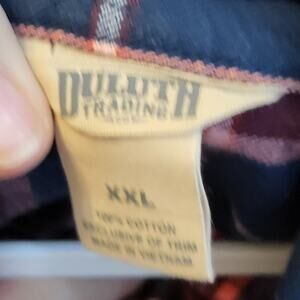 DULUTH
TRADING
XXL
100% COTTON
EXCLUSIVE OF TRIM
MADE IN VIETNAM